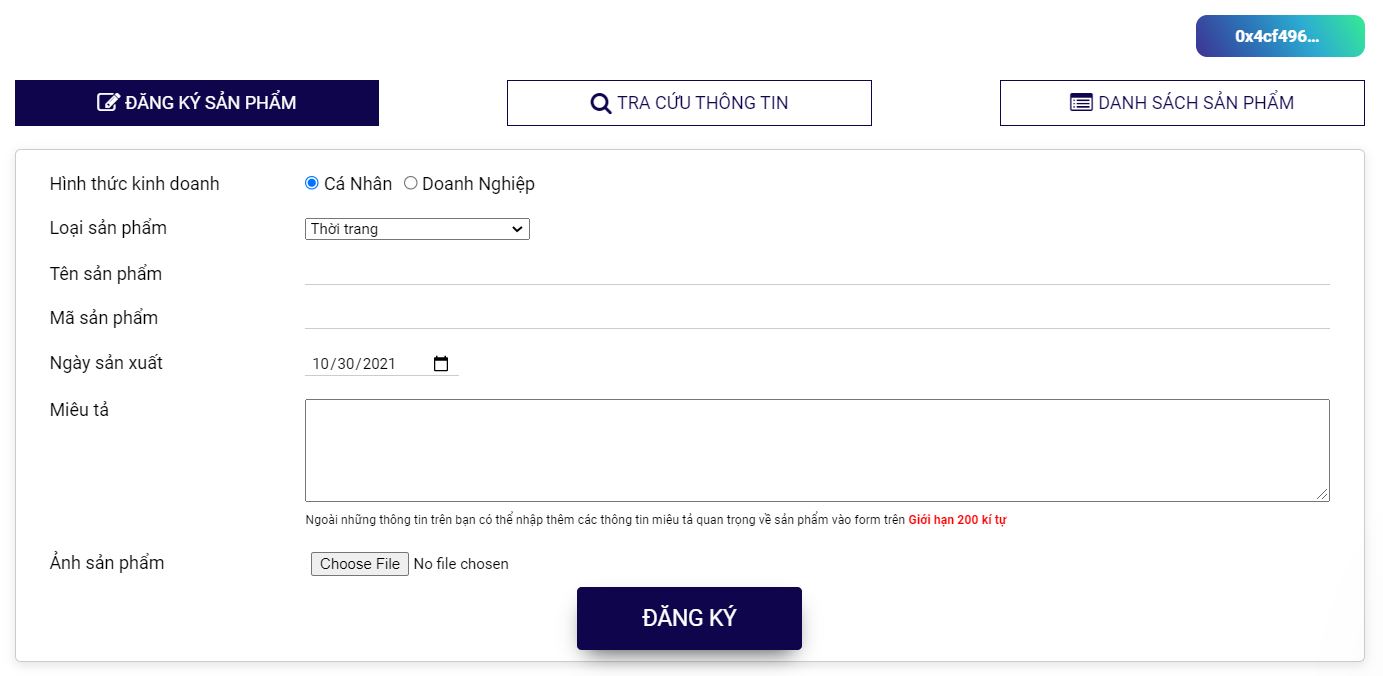 0x4cf496...
ĐĂNG KÝ SẢN PHẨM
TRA CỨU THÔNG TIN
DANH SÁCH SẢN PHẨM
Hình thức kinh doanh
Cá Nhân Doanh Nghiệp
Loại sản phẩm
Thời trang
Tên sản phẩm
Mã sản phẩm
Ngày sản xuất
10/30/2021
Miêu tả
Ngoài những thông tin trên bạn có thể nhập thêm các thông tin miêu tả quan trọng về sản phẩm vào form trên Giới hạn 200 kí tự
Ảnh sản phẩm
Choose File No file chosen
ĐĂNG KÝ